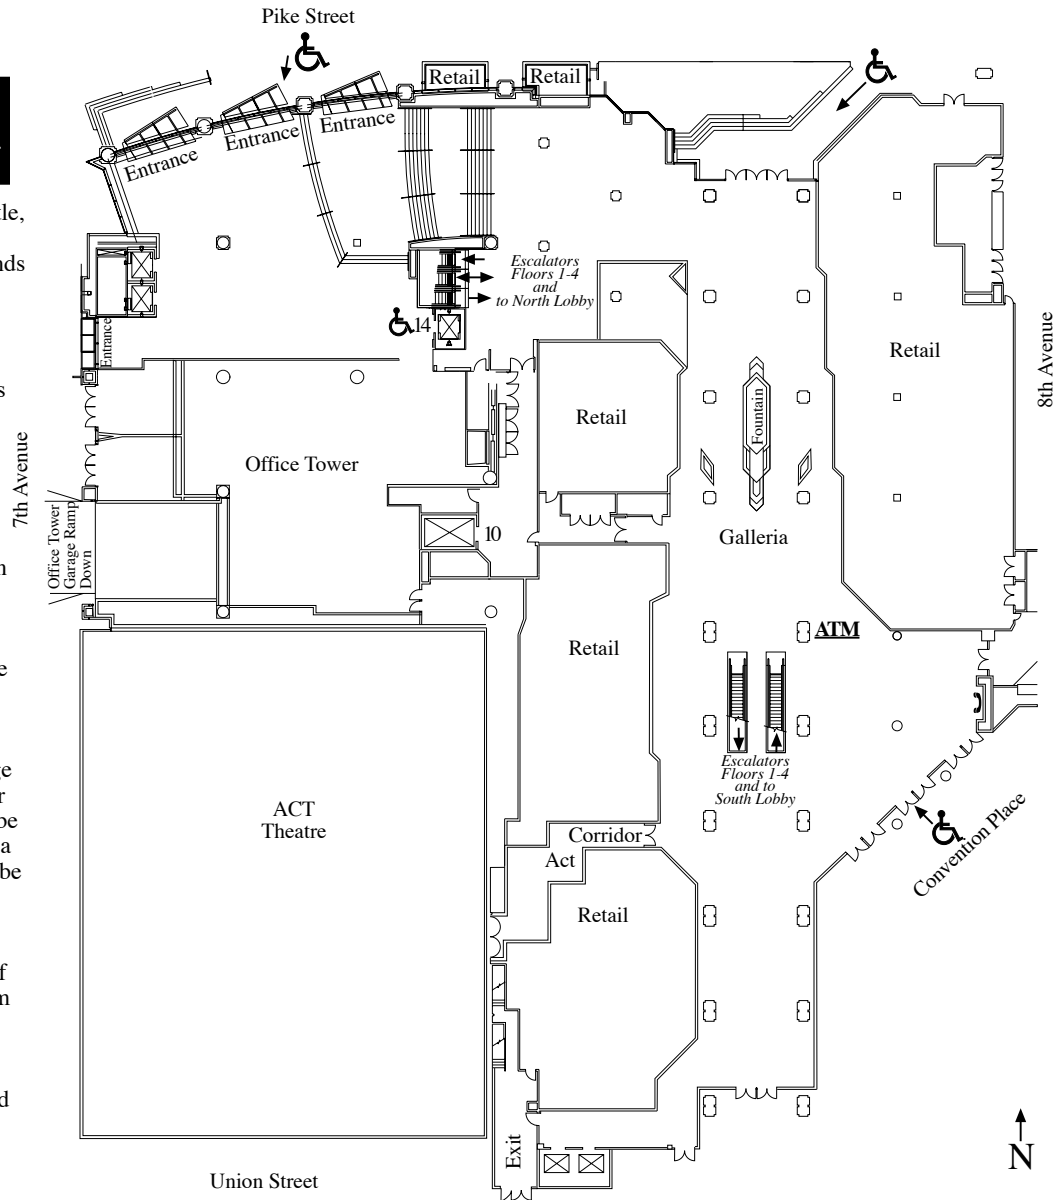 Pike Street
Retail
Retail
Entrance
Entrance
Entrance
Escalators
Floors 1-4
and
to North Lobby
14
Entrance
Retail
8th Avenue
Retail
Fountain
Office Tower
7th Avenue
10
Galleria
Office Tower
Garage Ramp
Down
ATM
Retail
Escalators
Floors 1-4
and to
South Lobby
ACT
Theatre
Corridor
Act
Convention Place
Retail
Exit
N
Union Street